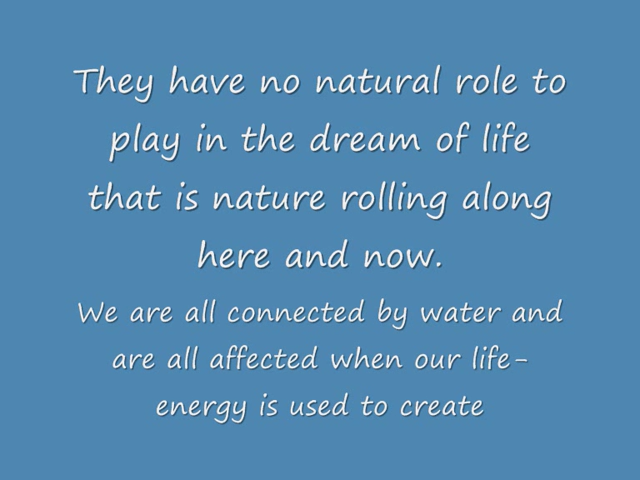 They have no natural role to
play in the dream of life
that is nature rolling along
here and now.
We are all connected by water and
are all affected when our life-
energy is used to create